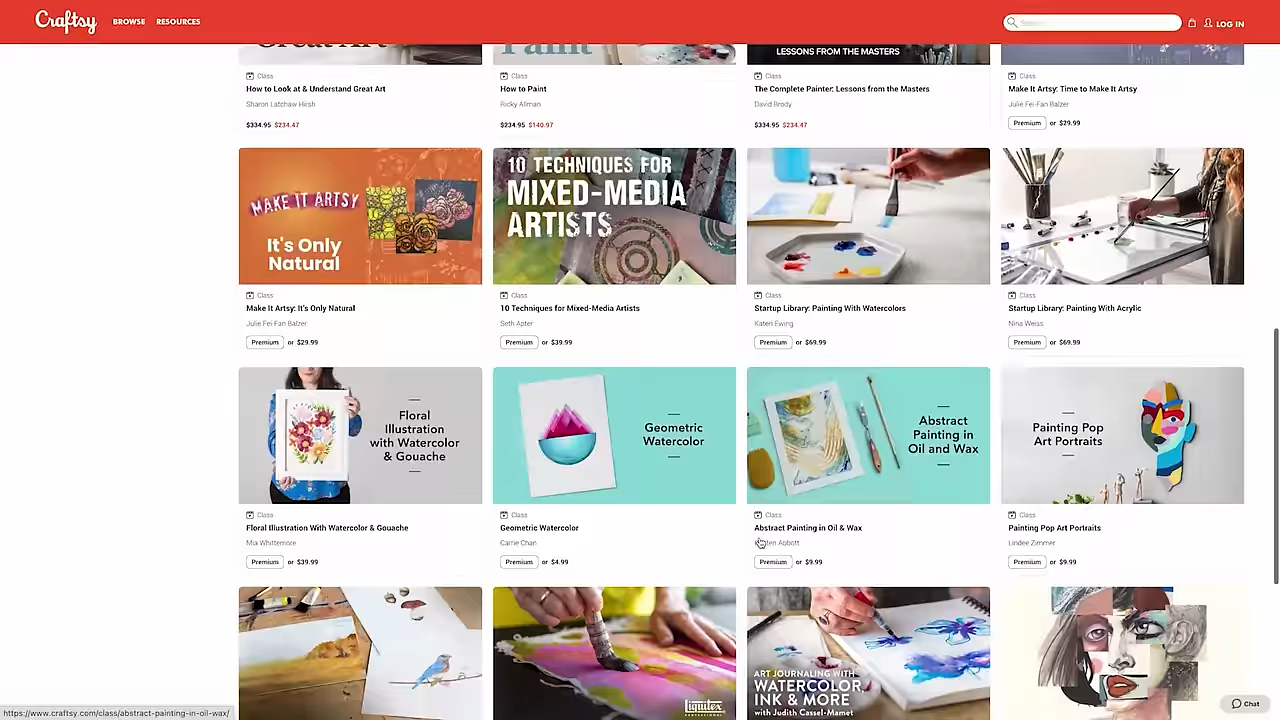 Craftsy
BROWSE
RESOURCES
LOG IN
Great Art
Paint
LESSONS FROM THE MASTERS
Class
Class
Class
Class
How to Look at & Understand Great Art
How to Paint
The Complete Painter: Lessons from the Masters
Make It Artsy: Time to Make It Artsy
Sharon Latchaw Hirsh
Ricky Allman
David Brody
Julie Fei-Fan Balzer
$334.95 $234.47
$234.95 $140.97
$334.95 $234.47
Premium or $29.99
MAKE IT ARTSY
It's Only
Natural
10 TECHNIQUES FOR
MIXED-MEDIA
ARTISTS
Class
Class
Class
Class
Make It Artsy: It's Only Natural
10 Techniques for Mixed-Media Artists
Startup Library: Painting With Watercolors
Startup Library: Painting With Acrylic
Julie Fei-Fan Balzer
Seth Apter
Kateri Ewing
Nina Weiss
Premium or $29.99
Premium or $39.99
Premium or $69.99
Premium or $69.99
Floral
Illustration
with Watercolor
& Gouache
Geometric
Watercolor
Abstract
Painting in
Oil and Wax
Painting Pop
Art Portraits
Class
Class
Class
Class
Floral Illustration With Watercolor & Gouache
Geometric Watercolor
Abstract Painting in Oil & Wax
Painting Pop Art Portraits
Mia Whittemore
Carrie Chan
Abbott
Lindee Zimmer
Premium or $39.99
Premium or $4.99
Premium or $9.99
Premium or $9.99
Liquitex
PROFESSIONAL
ART JOURNALING WITH
WATERCOLOR,
INK & MORE
with Judith Cassel-Mamet
https://www.craftsy.com/class/abstract-painting-in-oil-wax/
Chat